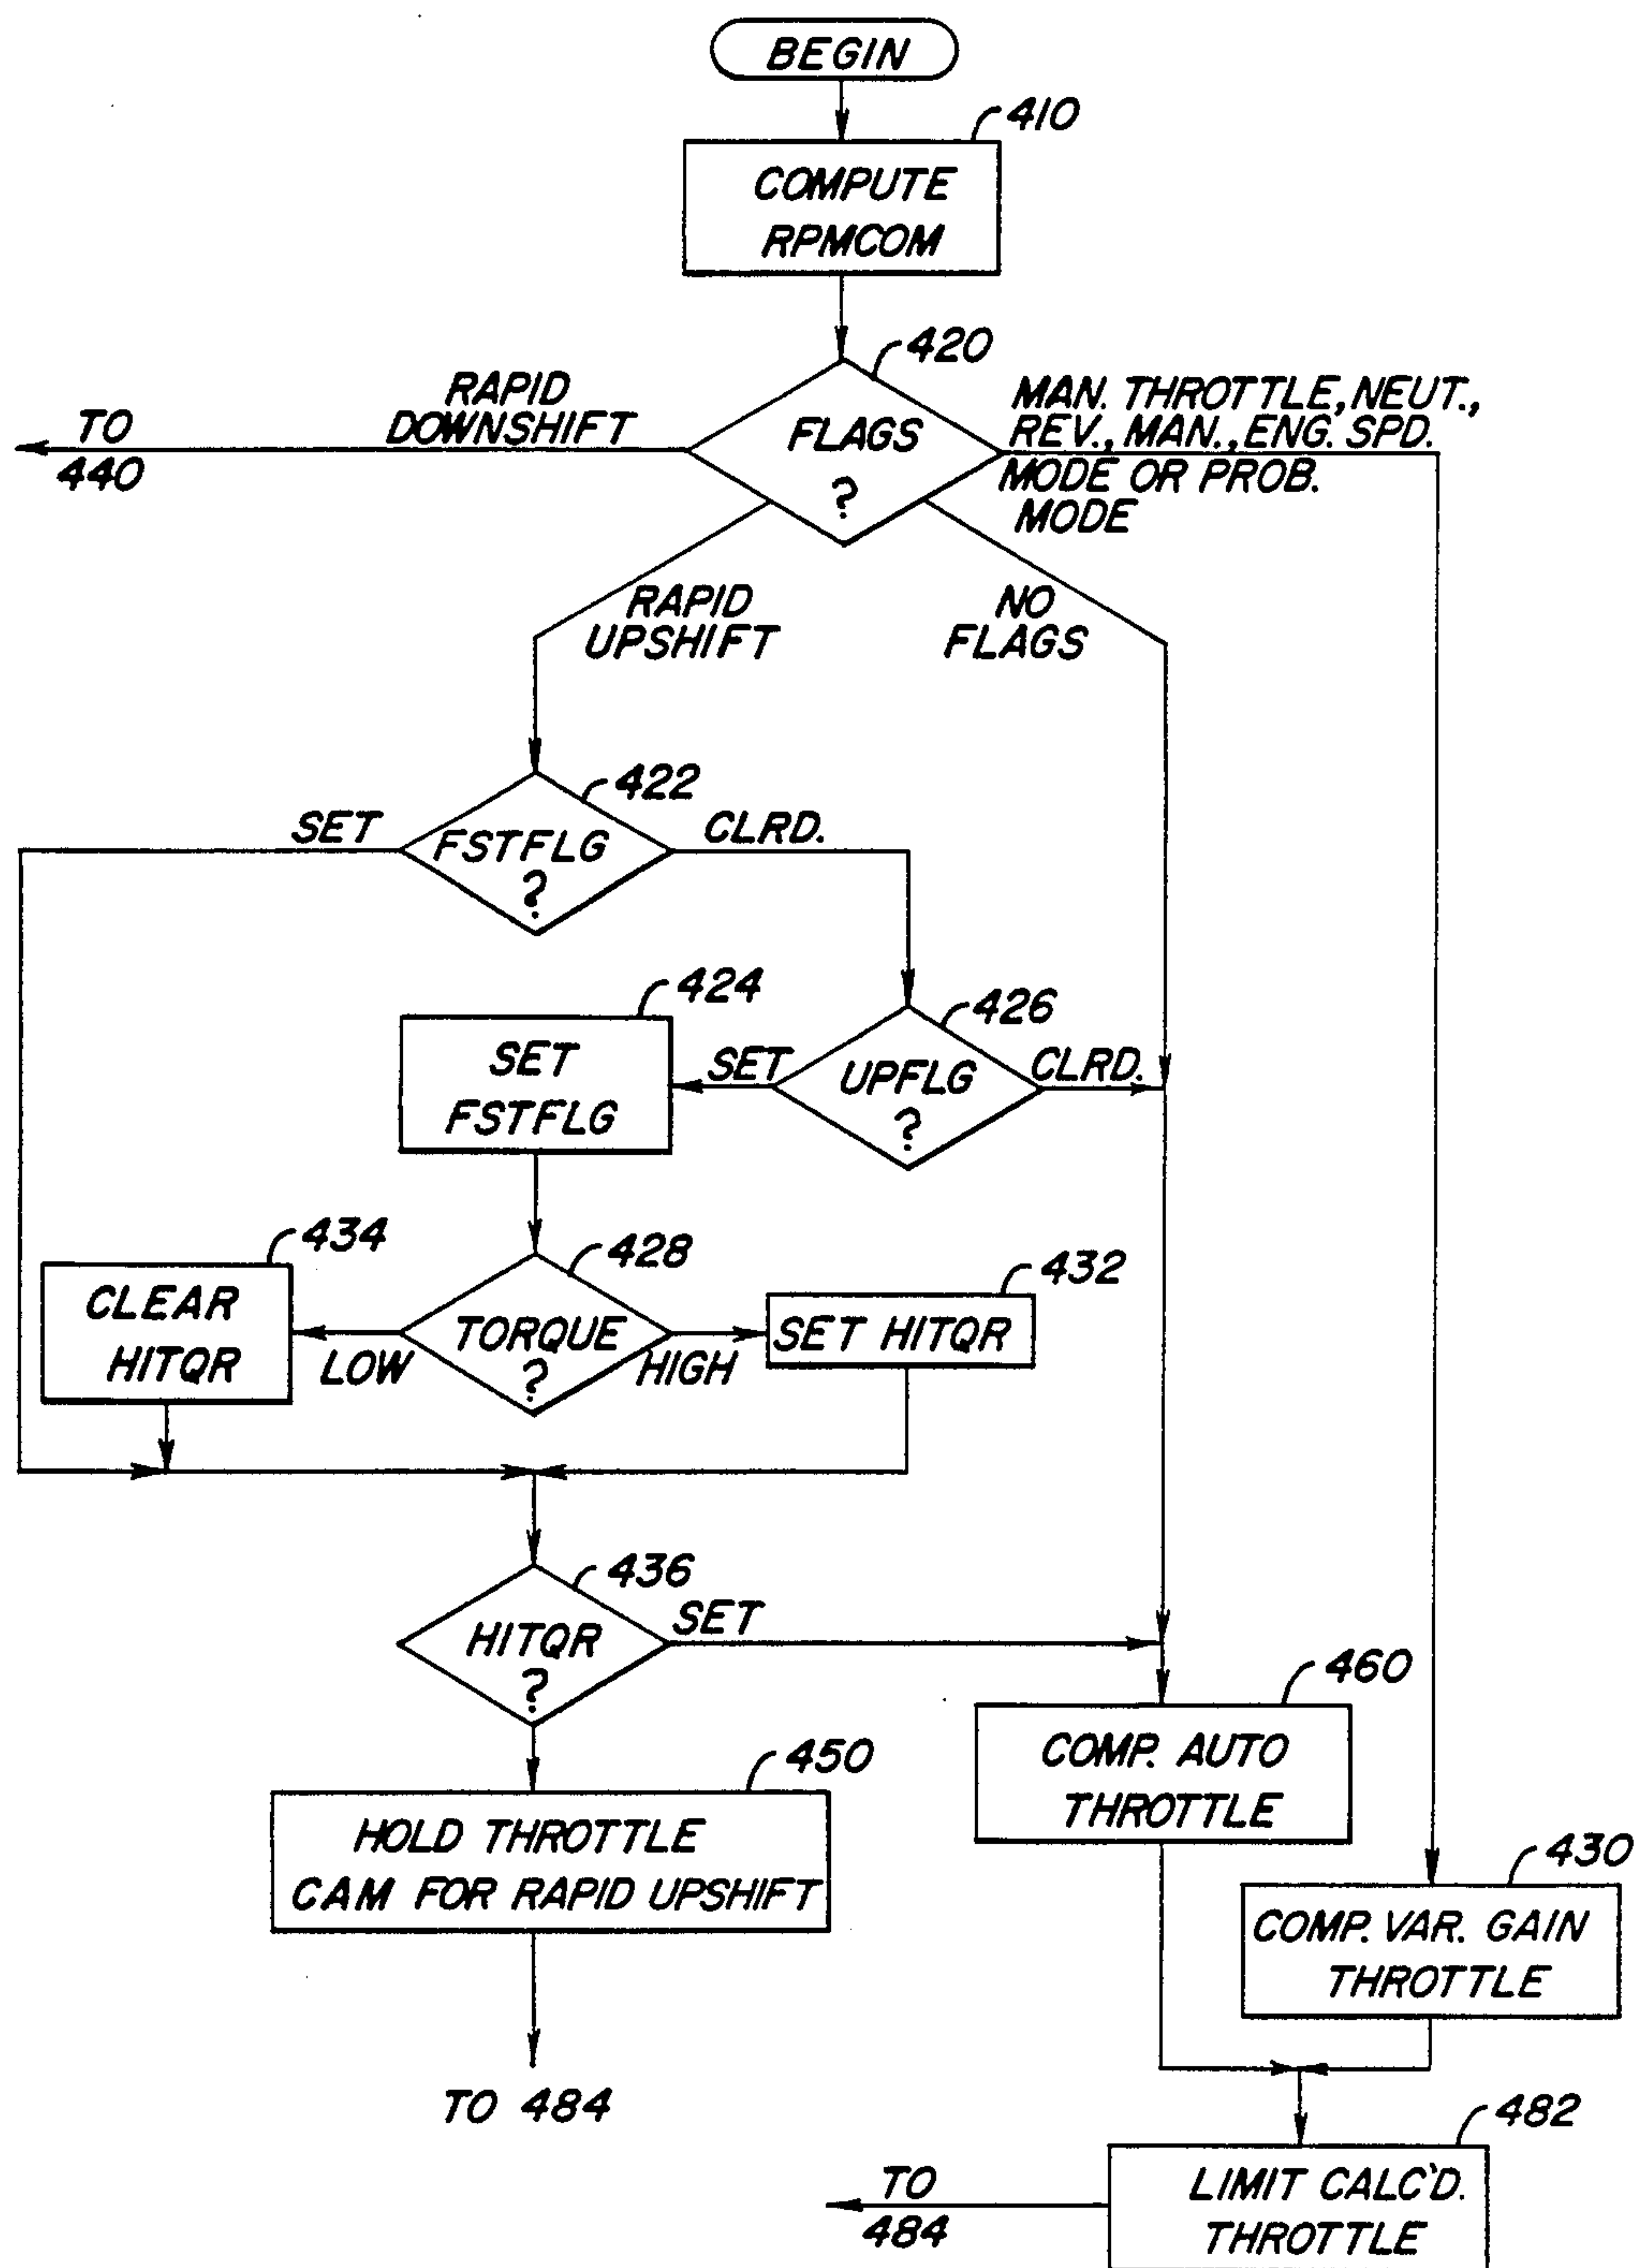 BEGIN
410
COMPUTE
RPMCOM
420
FLAGS
?
RAPID
DOWNSHIFT
TO
440
MAN. THROTTLE, NEUT.,
REV., MAN., ENG. SPD.
MODE OR PROB.
MODE
RAPID
UPSHIFT
NO
FLAGS
422
FSTFLG
?
SET
CLRD.
424
SET
FSTFLG
426
UPFLG
?
SET
CLRD.
434
CLEAR
HITQR
428
TORQUE
?
LOW
HIGH
432
SET HITQR
436
HITQR
?
SET
450
HOLD THROTTLE
CAM FOR RAPID UPSHIFT
TO 484
460
COMP. AUTO
THROTTLE
430
COMP. VAR. GAIN
THROTTLE
482
LIMIT CALC'D.
THROTTLE
TO
484